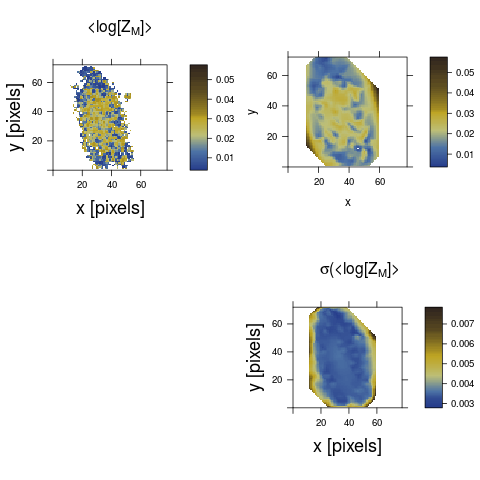 <log[Z_M]>
0.05
0.04
0.03
0.02
0.01
60
40
20
y [pixels]
20 40 60
x [pixels]
0.05
0.04
0.03
0.02
0.01
60
40
20
y
20 40 60
x
σ(<log[Z_M]>
0.007
0.006
0.005
0.004
0.003
60
40
20
y [pixels]
20 40 60
x [pixels]